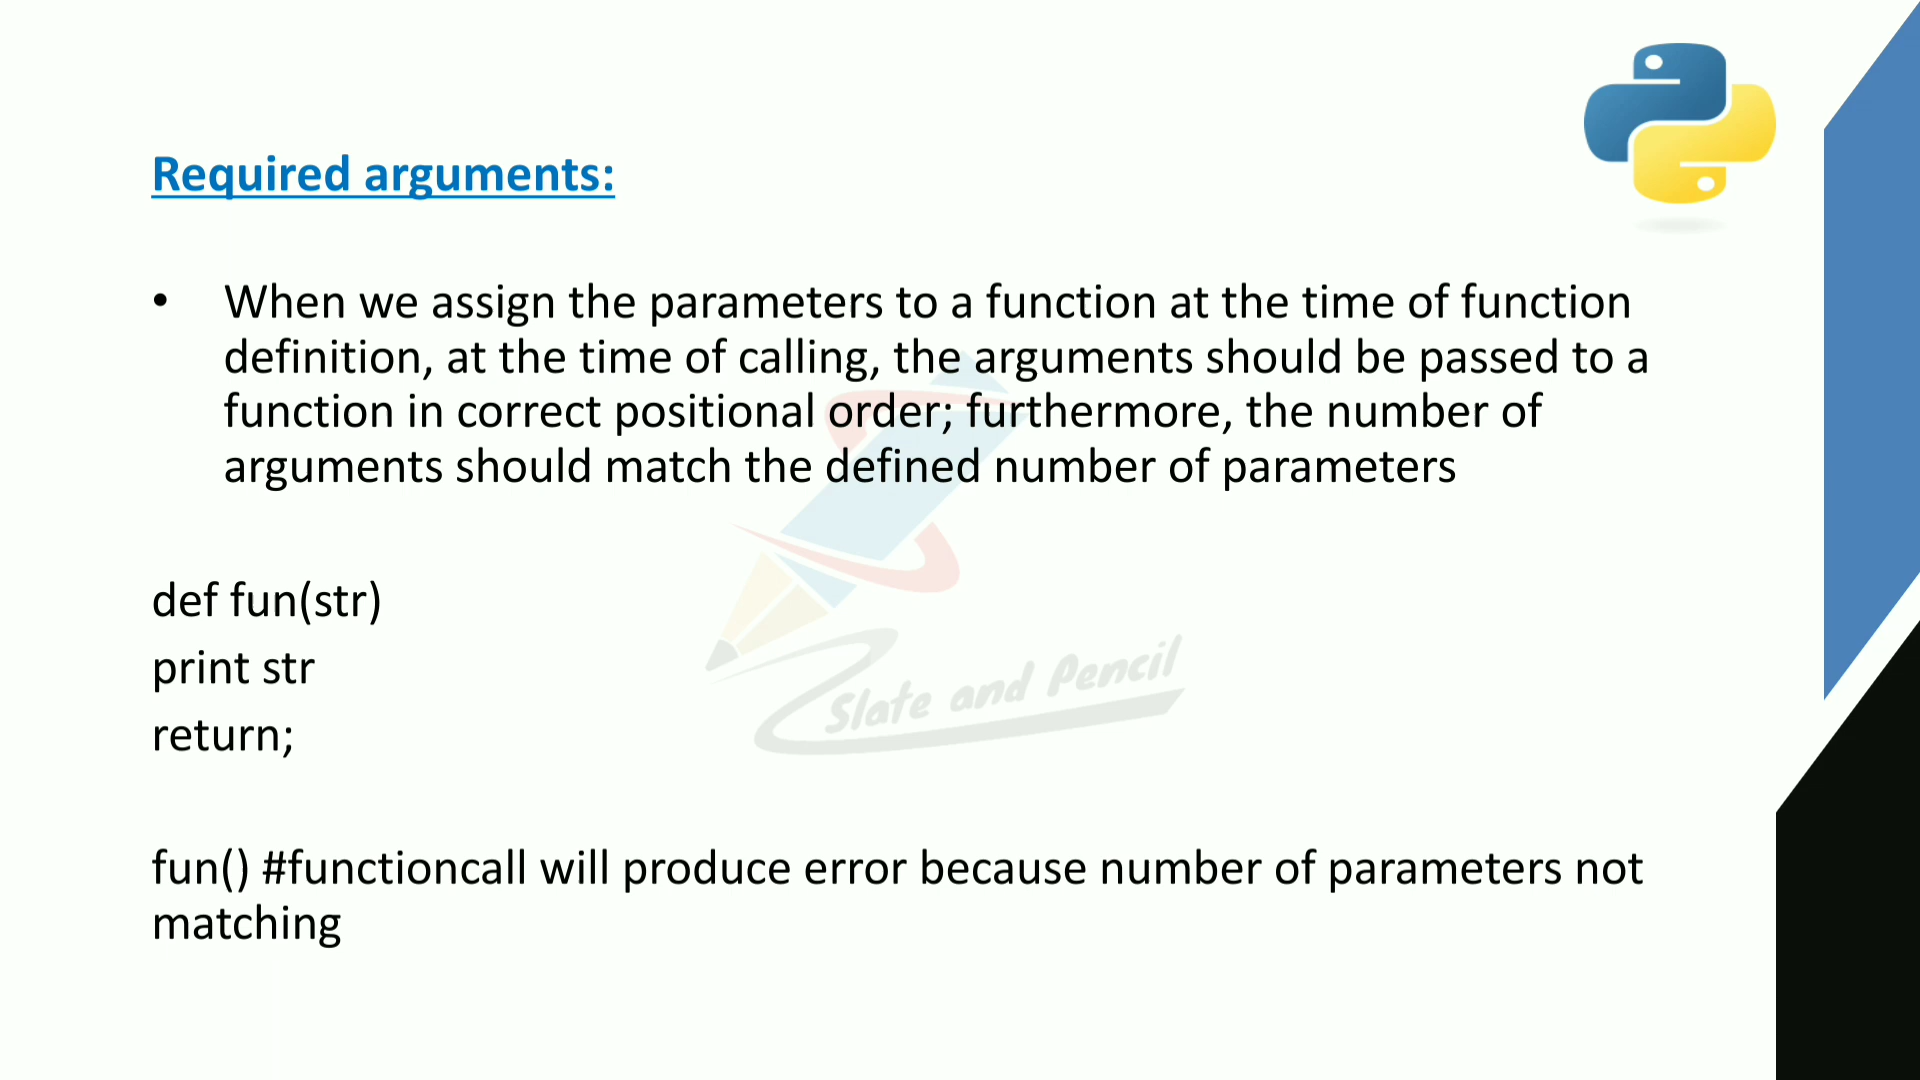 Required arguments:
• When we assign the parameters to a function at the time of function
definition, at the time of calling, the arguments should be passed to a
function in correct positional order; furthermore, the number of
arguments should match the defined number of parameters
def fun(str)
print str
return;
Slate and Pencil
fun() #functioncall will produce error because number of parameters not
matching